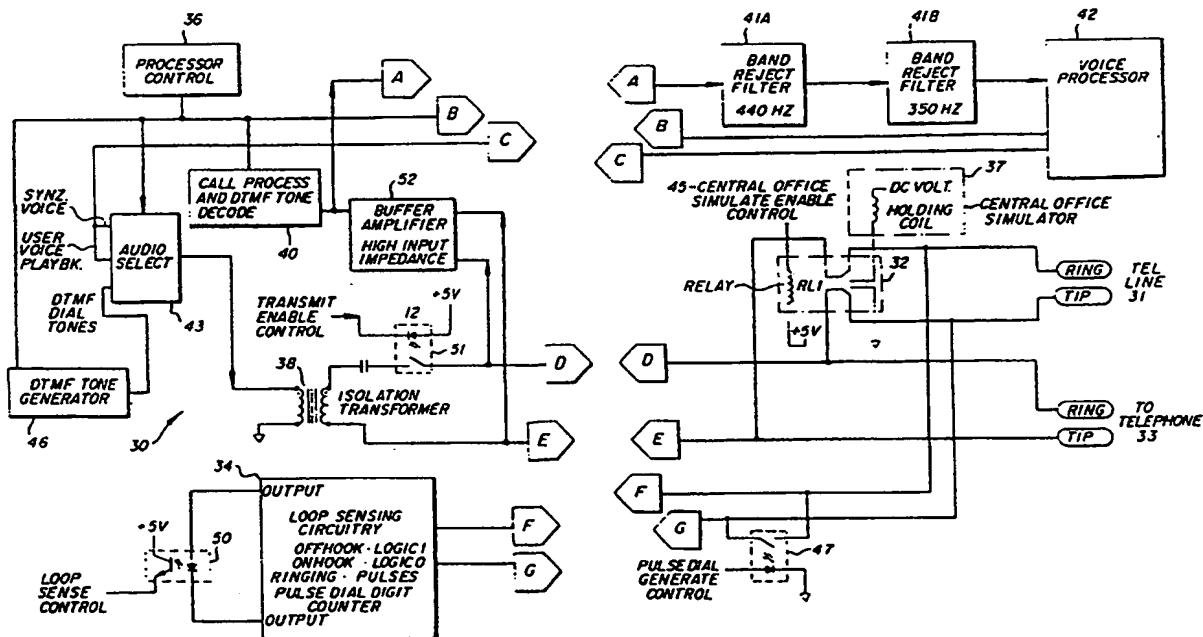 36
PROCESSOR
CONTROL
A
B
C
SYNZ.
VOICE
USER
VOICE
PLAYBK.
AUDIO
SELECT
43
DTMF
DIAL
TONES
CALL PROCESS
AND DTMF TONE
DECODE
40
52
BUFFER
AMPLIFIER
HIGH INPUT
IMPEDANCE
TRANSMIT
ENABLE
CONTROL
+5V
12
51
D
DTMF TONE
GENERATOR
46
30
38
ISOLATION
TRANSFORMER
E
34
OUTPUT
LOOP SENSING
CIRCUITRY
OFFHOOK·LOGIC1
ONHOOK·LOGICO
RINGING·PULSES
PULSE DIAL DIGIT
COUNTER
OUTPUT
F
G
+5V
50
LOOP
SENSE
CONTROL
41A
BAND
REJECT
FILTER
440 HZ
41B
BAND
REJECT
FILTER
350 HZ
42
VOICE
PROCESSOR
A
B
C
45-CENTRAL OFFICE
SIMULATE ENABLE
CONTROL
37
DC VOLT.
HOLDING
COIL
CENTRAL OFFICE
SIMULATOR
RELAY
RL1
32
+5V
RING
TIP
TEL
LINE
31
D
E
RING
TIP
TO
TELEPHONE
33
F
G
47
PULSE DIAL
GENERATE
CONTROL